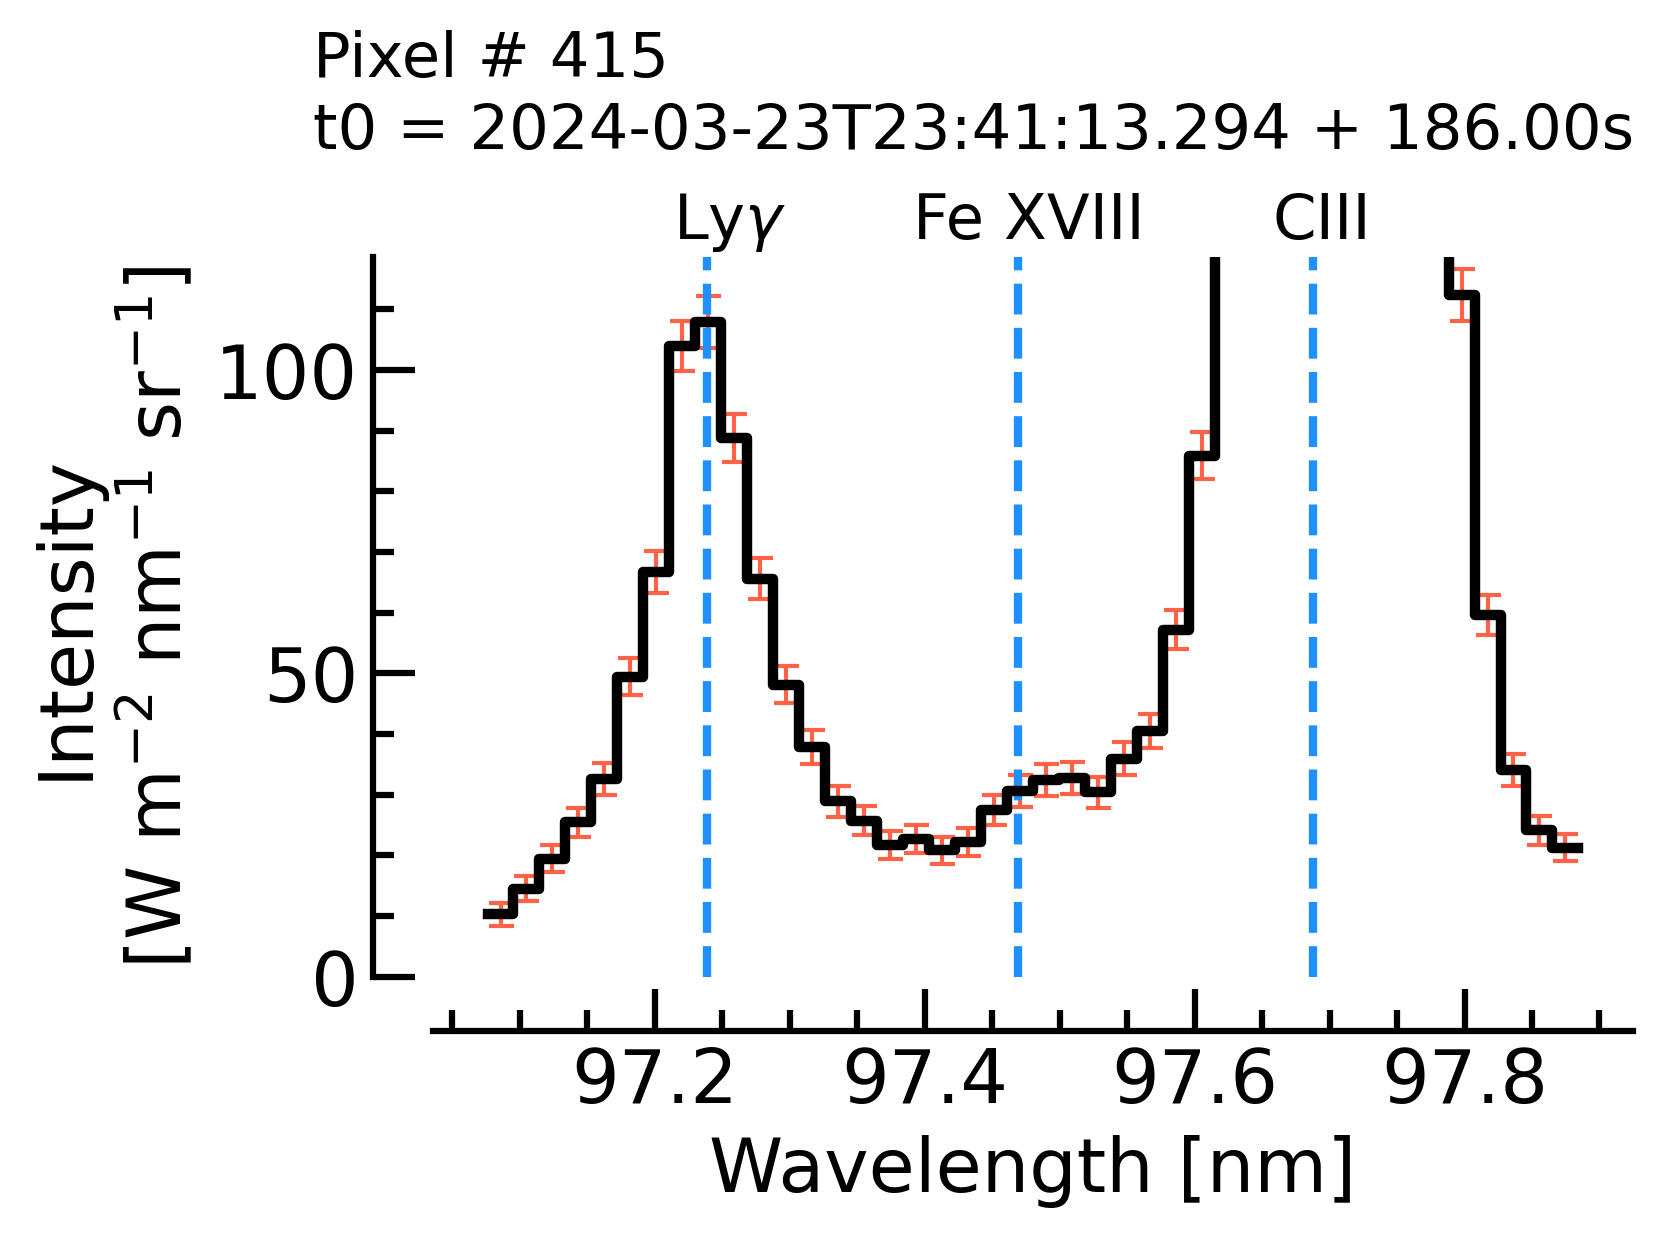 Pixel # 415
t0 = 2024-03-23T23:41:13.294 + 186.00s
Lyγ Fe XVIII CIII
Intensity
[W m⁻² nm⁻¹ sr⁻¹]
100
50
0
97.2 97.4 97.6 97.8
Wavelength [nm]